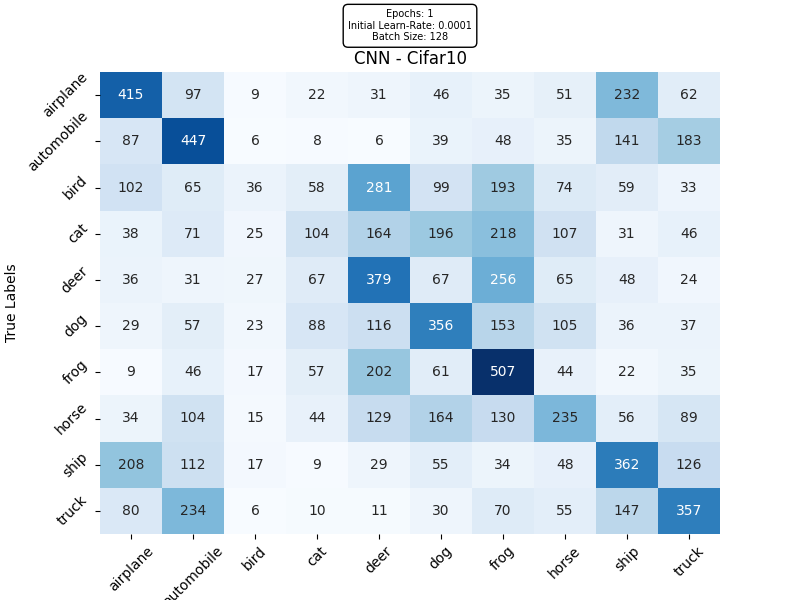 Epochs: 1
Initial Learn-Rate: 0.0001
Batch Size: 128
CNN - Cifar10
True Labels
airplane 415 97 9 22 31 46 35 51 232 62
automobile 87 447 6 8 6 39 48 35 141 183
bird 102 65 36 58 281 99 193 74 59 33
cat 38 71 25 104 164 196 218 107 31 46
deer 36 31 27 67 379 67 256 65 48 24
dog 29 57 23 88 116 356 153 105 36 37
frog 9 46 17 57 202 61 507 44 22 35
horse 34 104 15 44 129 164 130 235 56 89
ship 208 112 17 9 29 55 34 48 362 126
truck 80 234 6 10 11 30 70 55 147 357
airplane automobile bird cat deer dog frog horse ship truck